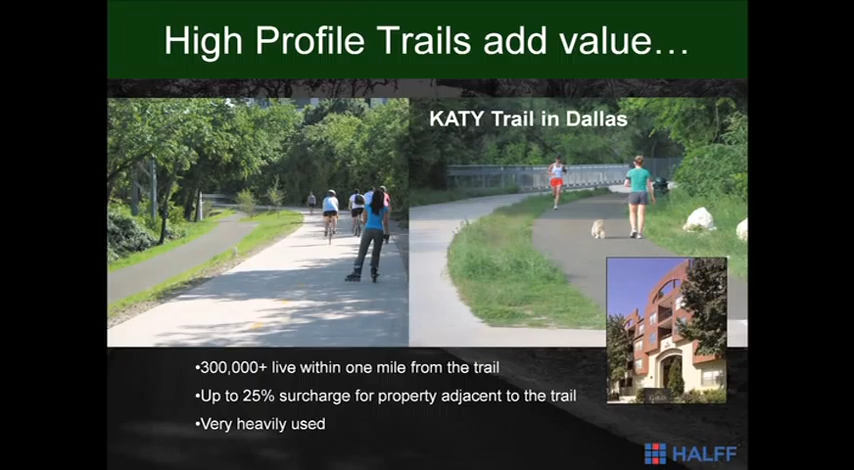 High Profile Trails add value…
KATY Trail in Dallas
•300,000+ live within one mile from the trail
•Up to 25% surcharge for property adjacent to the trail
•Very heavily used
HALFF